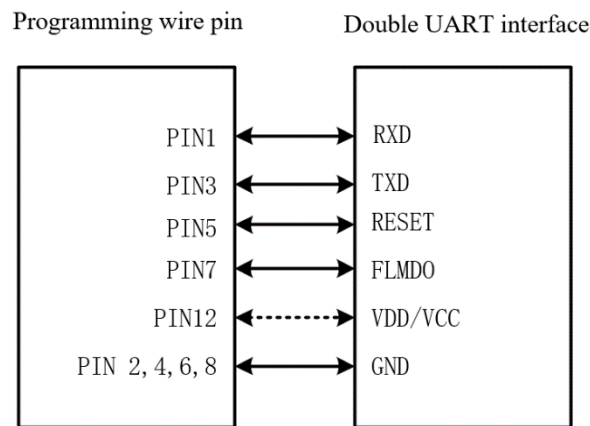 Programming wire pin Double UART interface
PIN1 RXD
PIN3 TXD
PIN5 RESET
PIN7 FLMDO
PIN12 VDD/VCC
PIN 2,4,6,8 GND